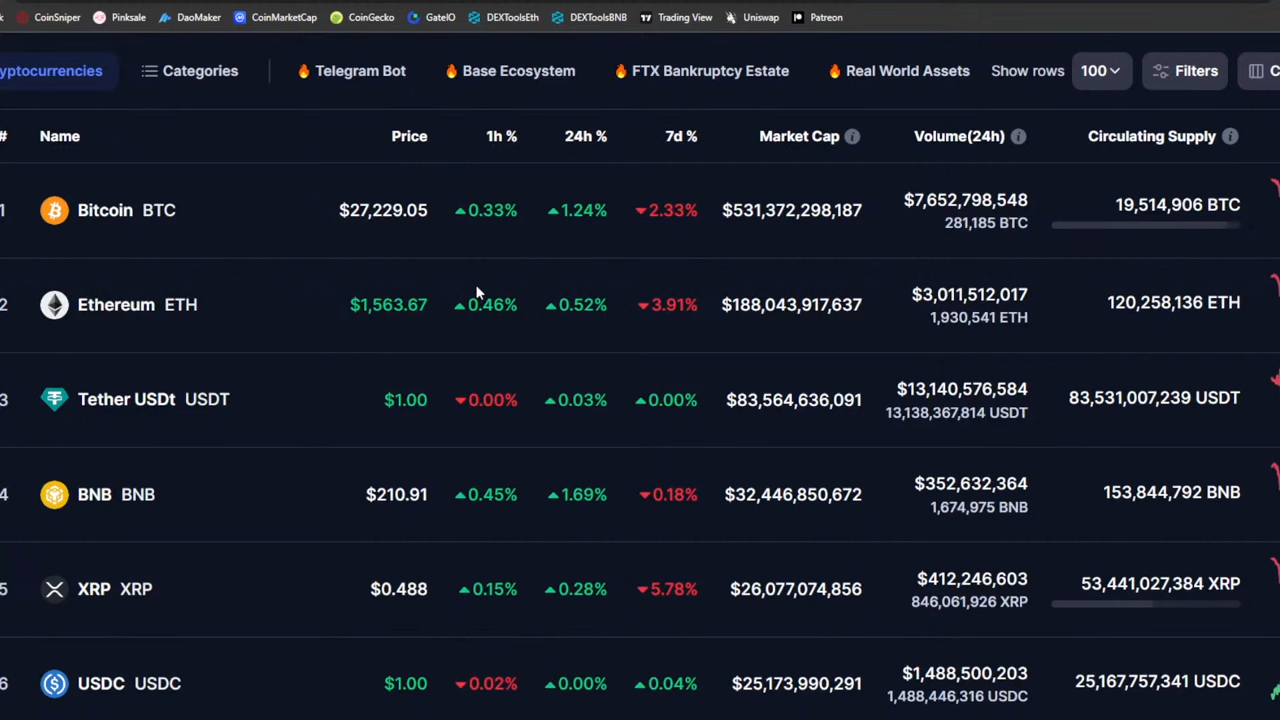 CoinSniper Pinksale DaoMaker CoinMarketCap CoinGecko GateIO DEXToolsEth DEXToolsBNB Trading View Uniswap Patreon
yptocurrencies Categories Telegram Bot Base Ecosystem FTX Bankruptcy Estate Real World Assets Show rows 100 Filters C
# Name Price 1h % 24h % 7d % Market Cap Volume(24h) Circulating Supply
1 Bitcoin BTC $27,229.05 0.33% 1.24% 2.33% $531,372,298,187 $7,652,798,548 19,514,906 BTC
281,185 BTC
2 Ethereum ETH $1,563.67 0.46% 0.52% 3.91% $188,043,917,637 $3,011,512,017 120,258,136 ETH
1,930,541 ETH
3 Tether USDt USDT $1.00 0.00% 0.03% 0.00% $83,564,636,091 $13,140,576,584 83,531,007,239 USDT
13,138,367,814 USDT
4 BNB BNB $210.91 0.45% 1.69% 0.18% $32,446,850,672 $352,632,364 153,844,792 BNB
1,674,975 BNB
5 XRP XRP $0.488 0.15% 0.28% 5.78% $26,077,074,856 $412,246,603 53,441,027,384 XRP
846,061,926 XRP
6 USDC USDC $1.00 0.02% 0.00% 0.04% $25,173,990,291 $1,488,500,203 25,167,757,341 USDC
1,488,446,316 USDC